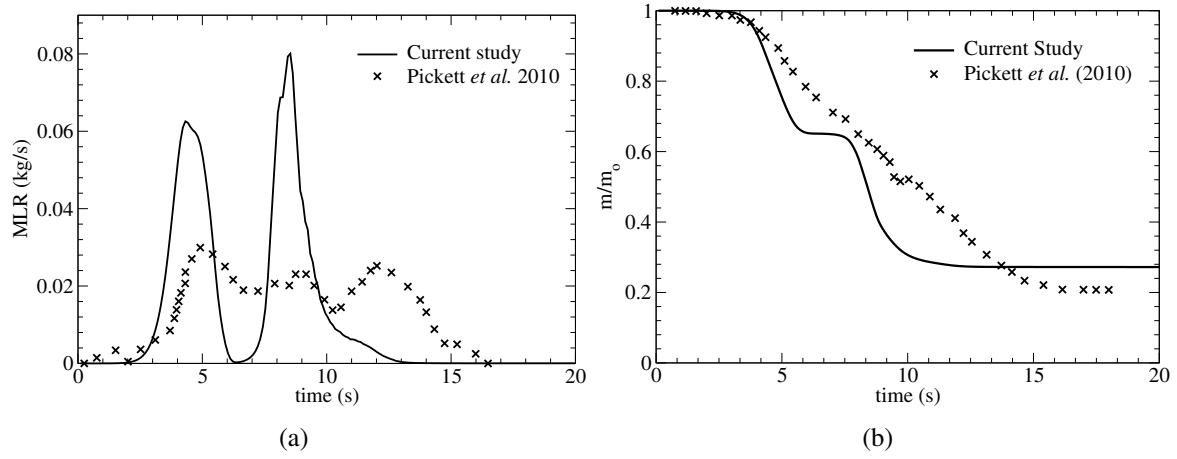 0.08
0.06
0.04
0.02
0
MLR (kg/s)
Current study
Pickett et al. 2010
0 5 10 15 20
time (s)
(a)
1
0.8
0.6
0.4
0.2
0
m/mo
Current Study
Pickett et al. (2010)
0 5 10 15 20
time (s)
(b)